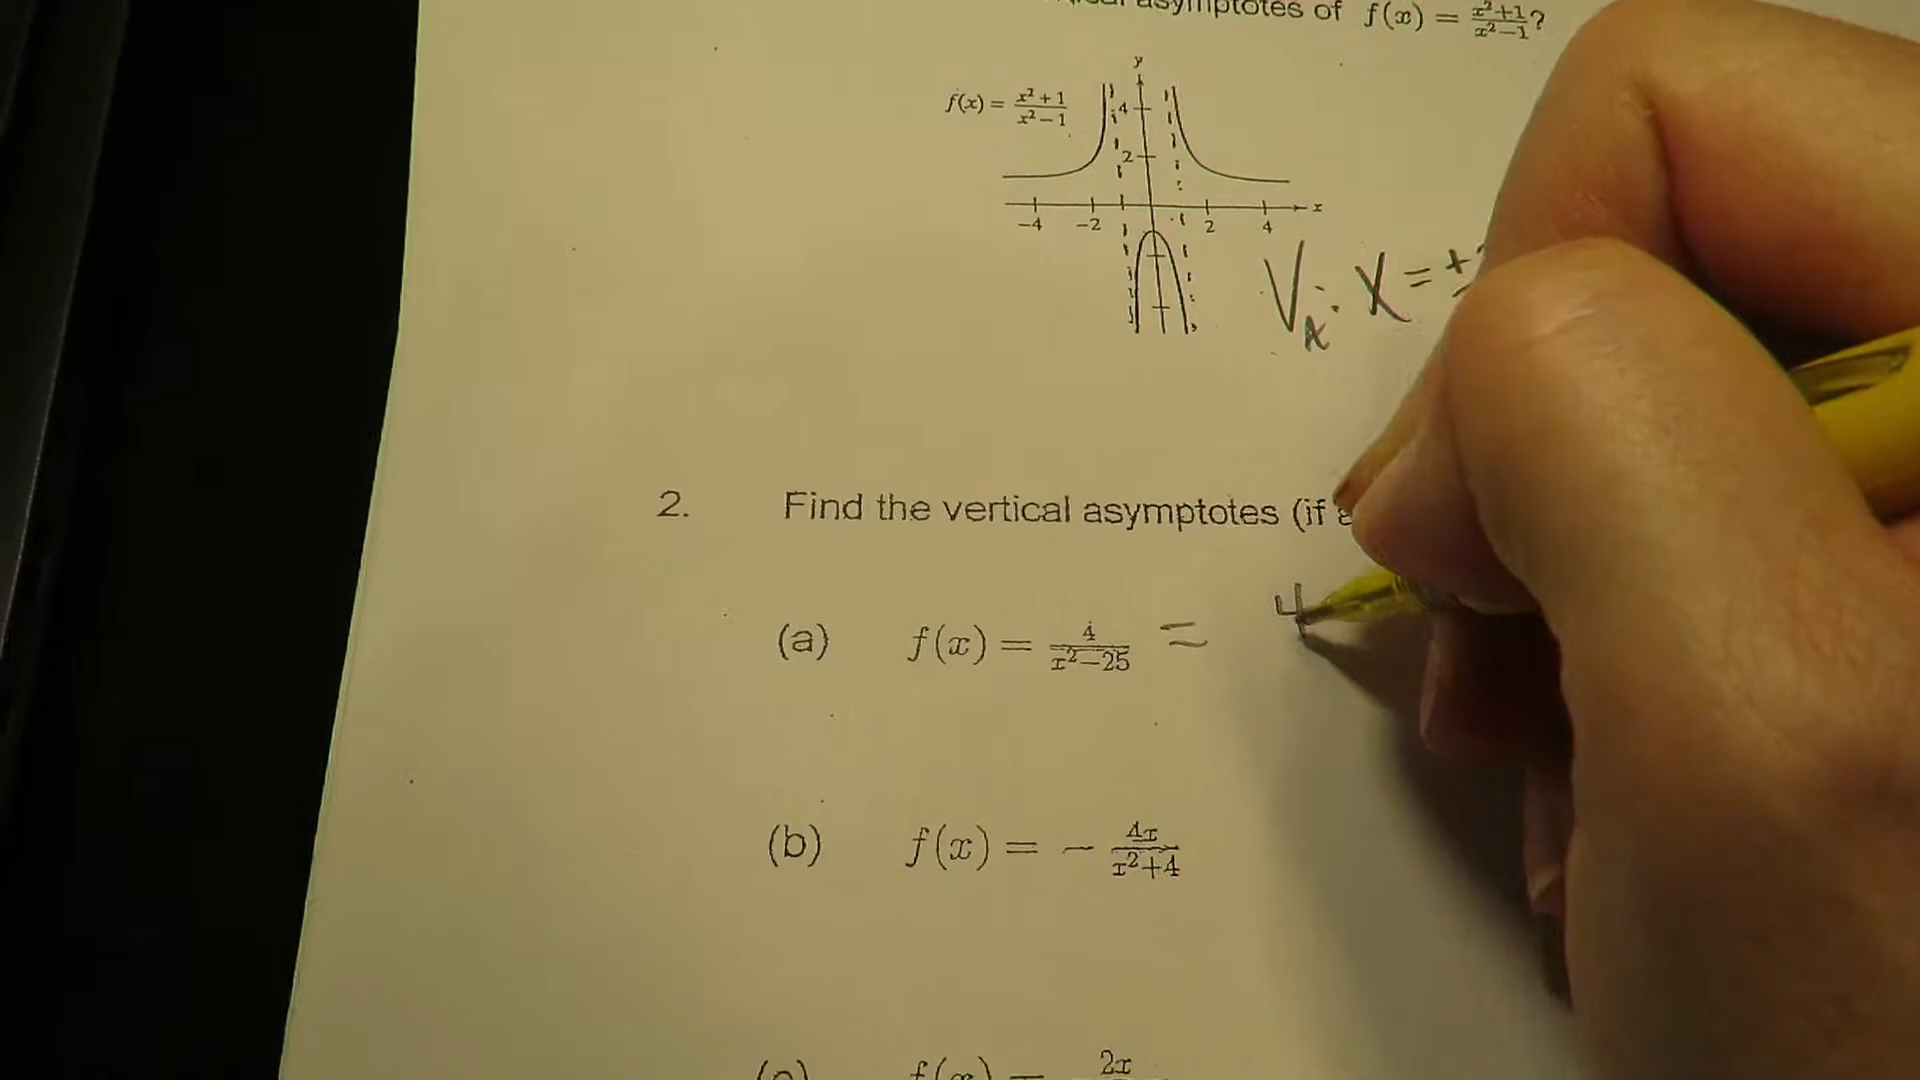 asymptotes of f(x) = x²+1/x²−1?
y
f(x) = x² + 1/x² − 1
4
2
−4 −2 2 4 x
V_A: X = ±
2. Find the vertical asymptotes (if
(a) f(x) = 4/x²−25 = 4
(b) f(x) = − 4x/x²+4
f(x) = 2x